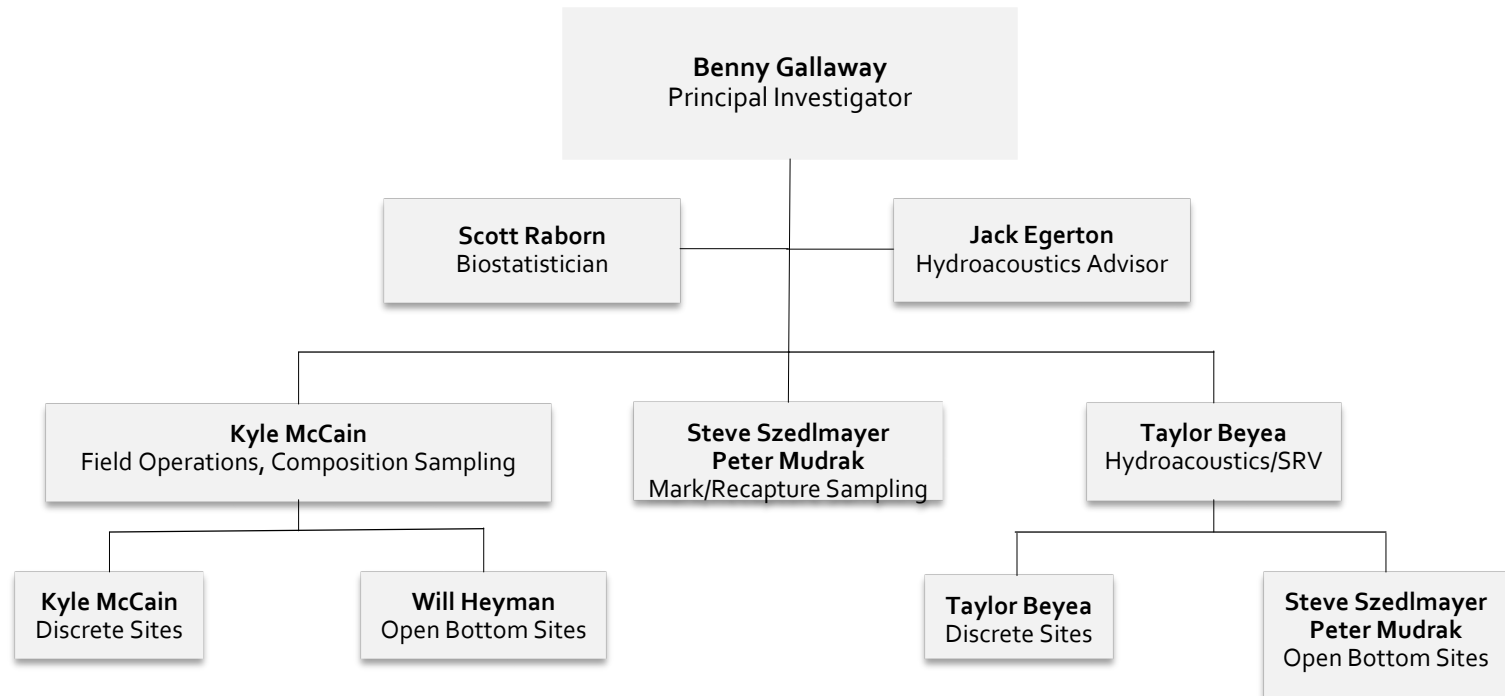 Benny Gallaway
Principal Investigator
Scott Raborn
Biostatistician
Jack Egerton
Hydroacoustics Advisor
Kyle McCain
Field Operations, Composition Sampling
Steve Szedlmayer
Peter Mudrak
Mark/Recapture Sampling
Taylor Beyea
Hydroacoustics/SRV
Kyle McCain
Discrete Sites
Will Heyman
Open Bottom Sites
Taylor Beyea
Discrete Sites
Steve Szedlmayer
Peter Mudrak
Open Bottom Sites